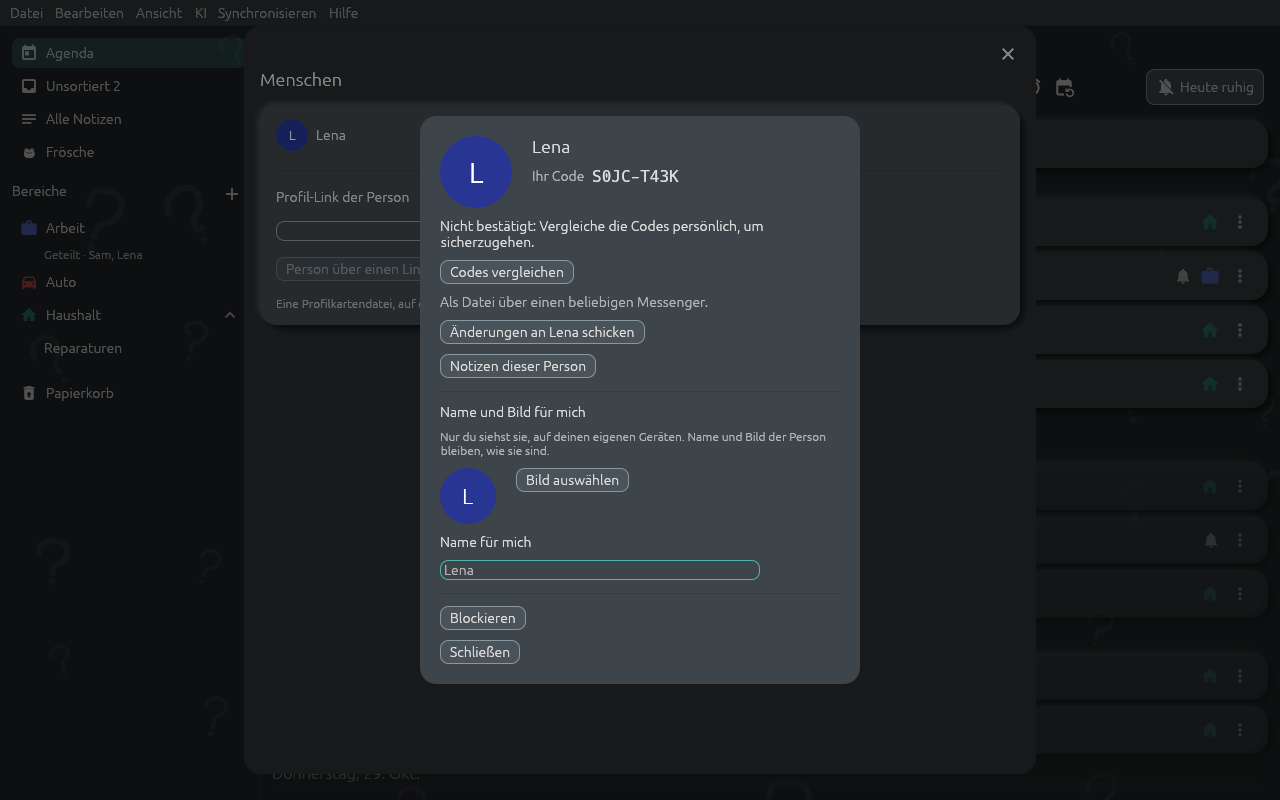 Datei Bearbeiten Ansicht KI Synchronisieren Hilfe
Agenda
Unsortiert 2
Alle Notizen
Frösche
Bereiche
Arbeit
Geteilt · Sam, Lena
Auto
Haushalt
Reparaturen
Papierkorb
Heute ruhig
Menschen
L Lena
Profil-Link der Person
Person über einen Lin
Eine Profilkartendatei, auf
L
Lena
Ihr Code S0JC-T43K
Nicht bestätigt: Vergleiche die Codes persönlich, um
sicherzugehen.
Codes vergleichen
Als Datei über einen beliebigen Messenger.
Änderungen an Lena schicken
Notizen dieser Person
Name und Bild für mich
Nur du siehst sie, auf deinen eigenen Geräten. Name und Bild der Person
bleiben, wie sie sind.
L
Bild auswählen
Name für mich
Lena
Blockieren
Schließen
Donnerstag, 29. Okt.